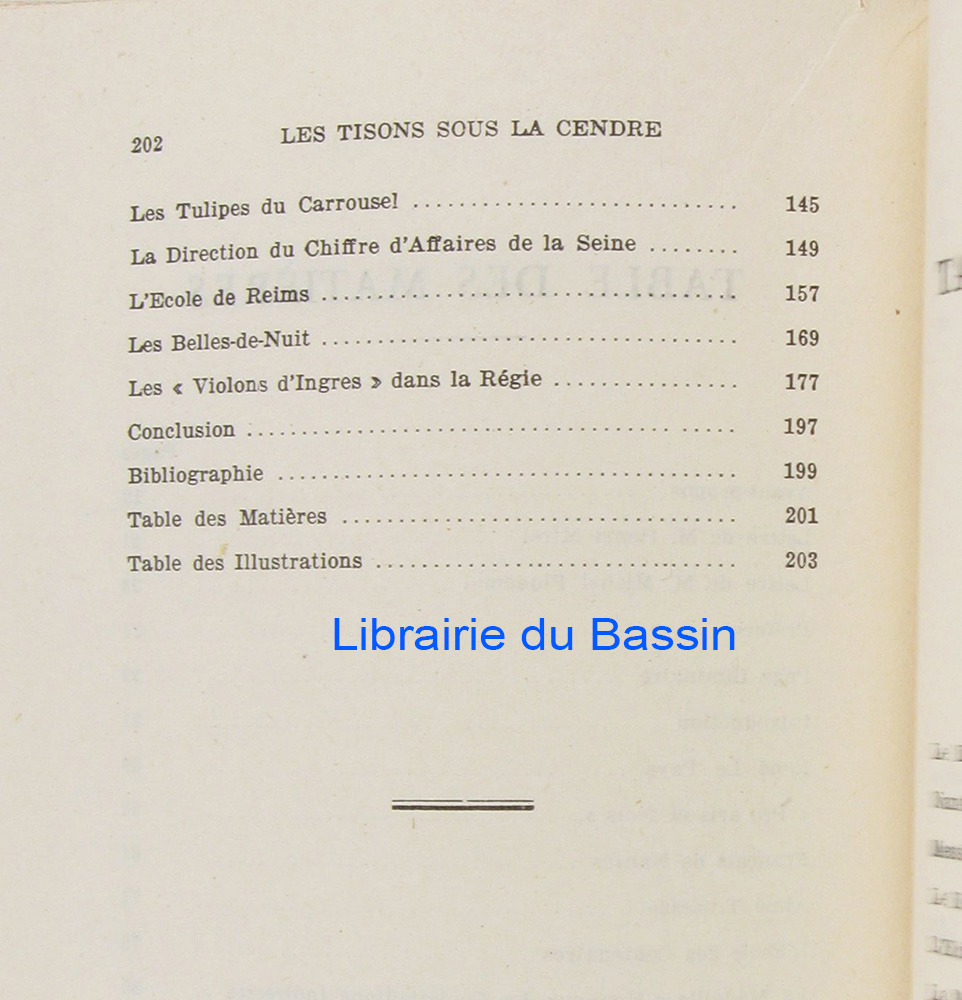 202 LES TISONS SOUS LA CENDRE
Les Tulipes du Carrousel ............................ 145
La Direction du Chiffre d'Affaires de la Seine ........ 149
L'Ecole de Reims ...................................... 157
Les Belles-de-Nuit ...................................... 169
Les « Violons d'Ingres » dans la Régie ................. 177
Conclusion ............................................. 197
Bibliographie .......................................... 199
Table des Matières .................................... 201
Table des Illustrations ................................. 203
Librairie du Bassin